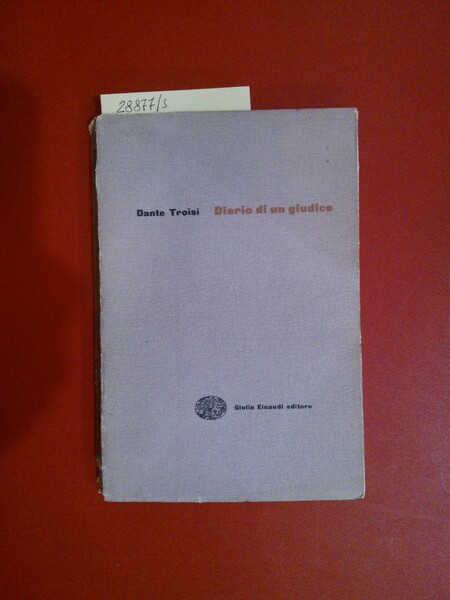 28877/s
Dante Troisi Diario di un giudice
Giulio Einaudi editore